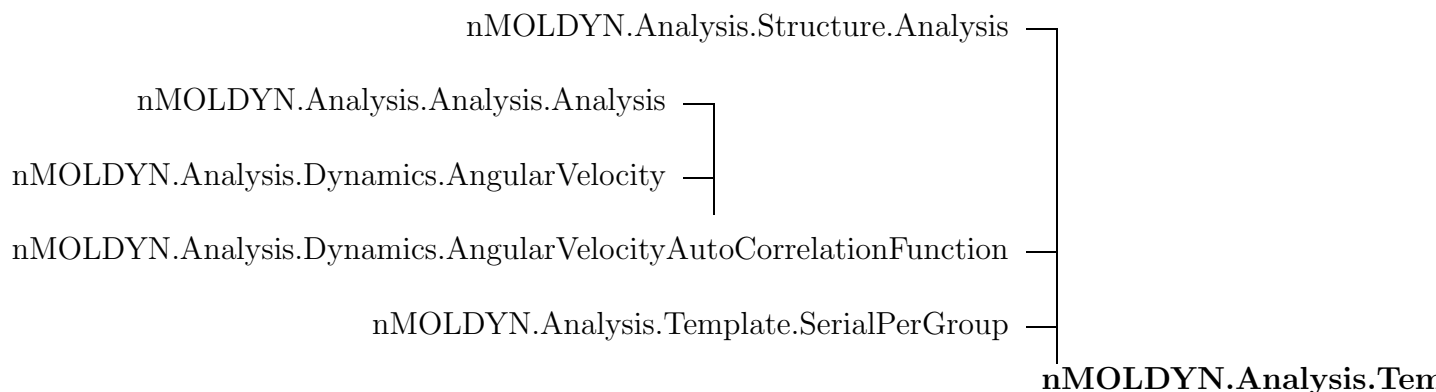 nMOLDYN.Analysis.Structure.Analysis
nMOLDYN.Analysis.Analysis.Analysis
nMOLDYN.Analysis.Dynamics.AngularVelocity
nMOLDYN.Analysis.Dynamics.AngularVelocityAutoCorrelationFunction
nMOLDYN.Analysis.Template.SerialPerGroup
nMOLDYN.Analysis.Tem